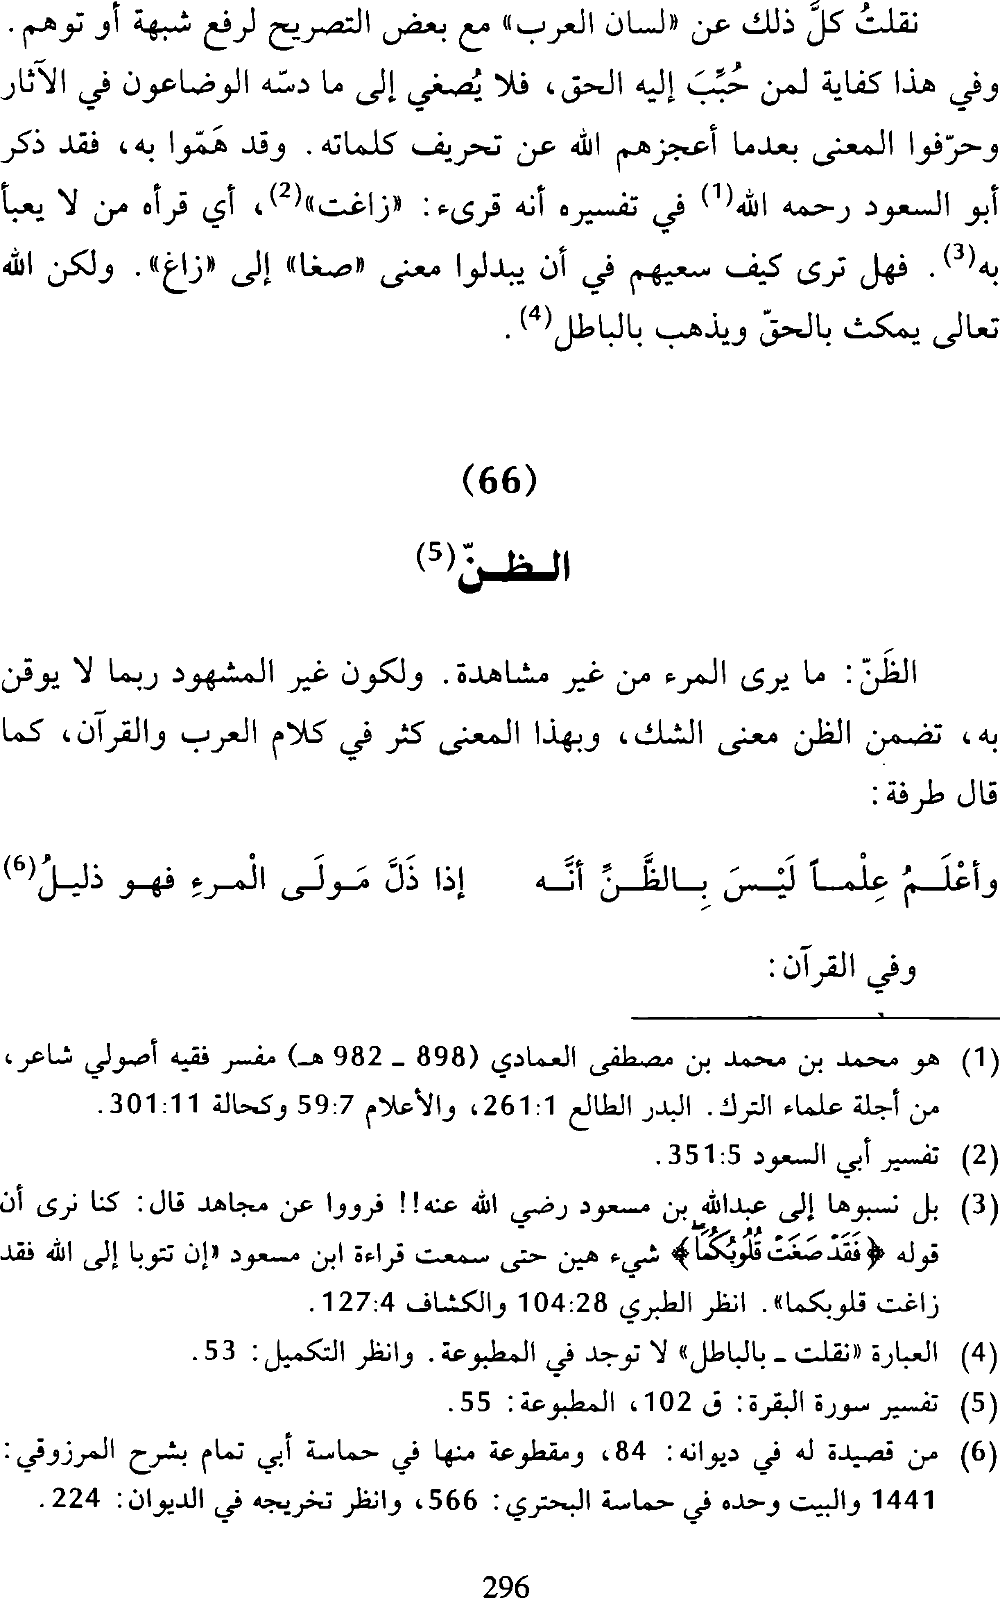 نقلتُ كلَّ ذلك عن «لسان العرب» مع بعض التصريح لرفع شبهة أو توهم.
وفي هذا كفاية لمن حُبِّبَ إليه الحق، فلا يُصغي إلى ما دسّه الوضاعون في الآثار
وحرّفوا المعنى بعدما أعجزهم الله عن تحريف كلماته. وقد هَمّوا به، فقد ذكر
أبو السعود رحمه الله(1) في تفسيره أنه قرىء: «زاغت»(2)، أي قرأه من لا يعبأ
به(3). فهل ترى كيف سعيهم في أن يبدلوا معنى «صغا» إلى «زاغ». ولكن الله
تعالى يمكث بالحقّ ويذهب بالباطل(4).
(66)
الـظـنّ(5)
الظَنّ: ما يرى المرء من غير مشاهدة. ولكون غير المشهود ربما لا يوقن
به، تضمن الظن معنى الشك، وبهذا المعنى كثر في كلام العرب والقرآن، كما
قال طرفة:
وأعْلَـمُ عِلْمـاً لَيْـسَ بِـالظَّـنِّ أنَّـه إذا ذَلَّ مَـولَـى الْمـرءِ فهـو ذليـلُ(6)
وفي القرآن:
(1) هو محمد بن محمد بن مصطفى العمادي (898 ـ 982 هـ) مفسر فقيه أصولي شاعر،
من أجلة علماء الترك. البدر الطالع 261:1، والأعلام 59:7 وكحالة 301:11.
(2) تفسير أبي السعود 351:5.
(3) بل نسبوها إلى عبدالله بن مسعود رضي الله عنه!! فرووا عن مجاهد قال: كنا نرى أن
قوله ﴿فَقَدْ صَغَتْ قُلُوبُكُمَاۖ﴾ شيء هين حتى سمعت قراءة ابن مسعود «إن تتوبا إلى الله فقد
زاغت قلوبكما». انظر الطبري 104:28 والكشاف 127:4.
(4) العبارة «نقلت ـ بالباطل» لا توجد في المطبوعة. وانظر التكميل: 53.
(5) تفسير سورة البقرة: ق 102، المطبوعة: 55.
(6) من قصيدة له في ديوانه: 84، ومقطوعة منها في حماسة أبي تمام بشرح المرزوقي:
1441 والبيت وحده في حماسة البحتري: 566، وانظر تخريجه في الديوان: 224.
296